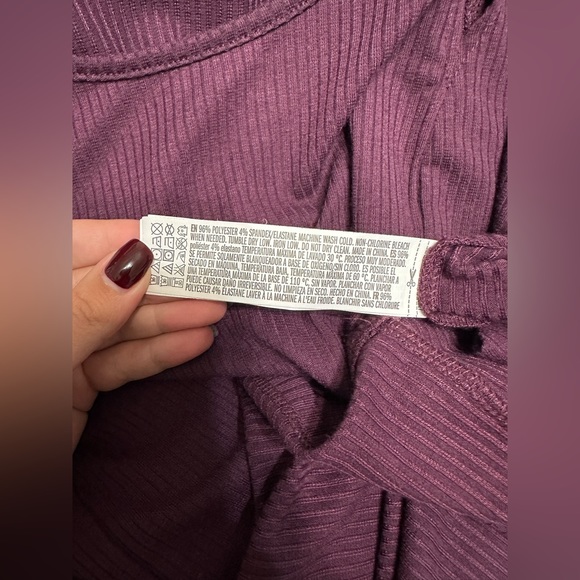 EN 96% POLYESTER 4% SPANDEX/ELASTANE MACHINE WASH COLD. NON-CHLORINE BLEACH
WHEN NEEDED. TUMBLE DRY LOW. IRON LOW. DO NOT DRY CLEAN. MADE IN CHINA. ES 96%
poliéster 4% elastano TEMPERATURA MÁXIMA DE LAVADO 30 °C. PROCESO MODERADO.
SE PERMITE SOLAMENTE BLANQUEADOR A BASE DE OXÍGENO/SIN CLORO. ES POSIBLE EL
SECADO EN MÁQUINA, TEMPERATURA BAJA, TEMPERATURA MÁXIMA DE 60 °C. PLANCHAR A
UNA TEMPERATURA MÁXIMA DE LA BASE DE 110 °C, SIN VAPOR. PLANCHAR CON VAPOR
PUEDE CAUSAR DAÑO IRREVERSIBLE. NO LIMPIEZA EN SECO. HECHO EN CHINA. FR 96%
POLYESTER 4% ÉLASTANE LAVER À LA MACHINE À L'EAU FROIDE. BLANCHIR SANS CHLORE